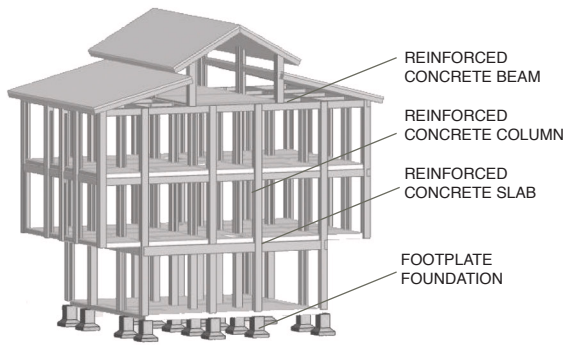 REINFORCED
CONCRETE BEAM
REINFORCED
CONCRETE COLUMN
REINFORCED
CONCRETE SLAB
FOOTPLATE
FOUNDATION